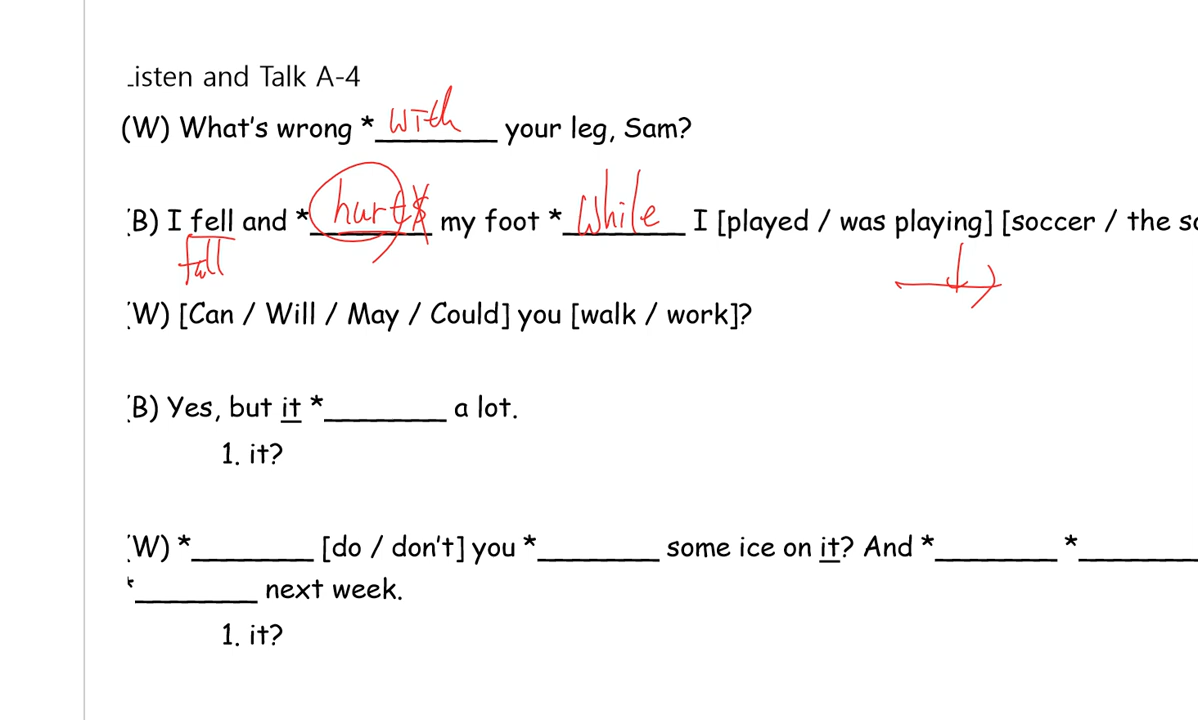 Listen and Talk A-4
(W) What's wrong * with your leg, Sam?
(B) I fell and * hurt my foot * while I [played / was playing] [soccer / the so
fall
(W) [Can / Will / May / Could] you [walk / work]?
(B) Yes, but it *________ a lot.
1. it?
(W) *________ [do / don't] you *________ some ice on it? And *________ *________
*________ next week.
1. it?